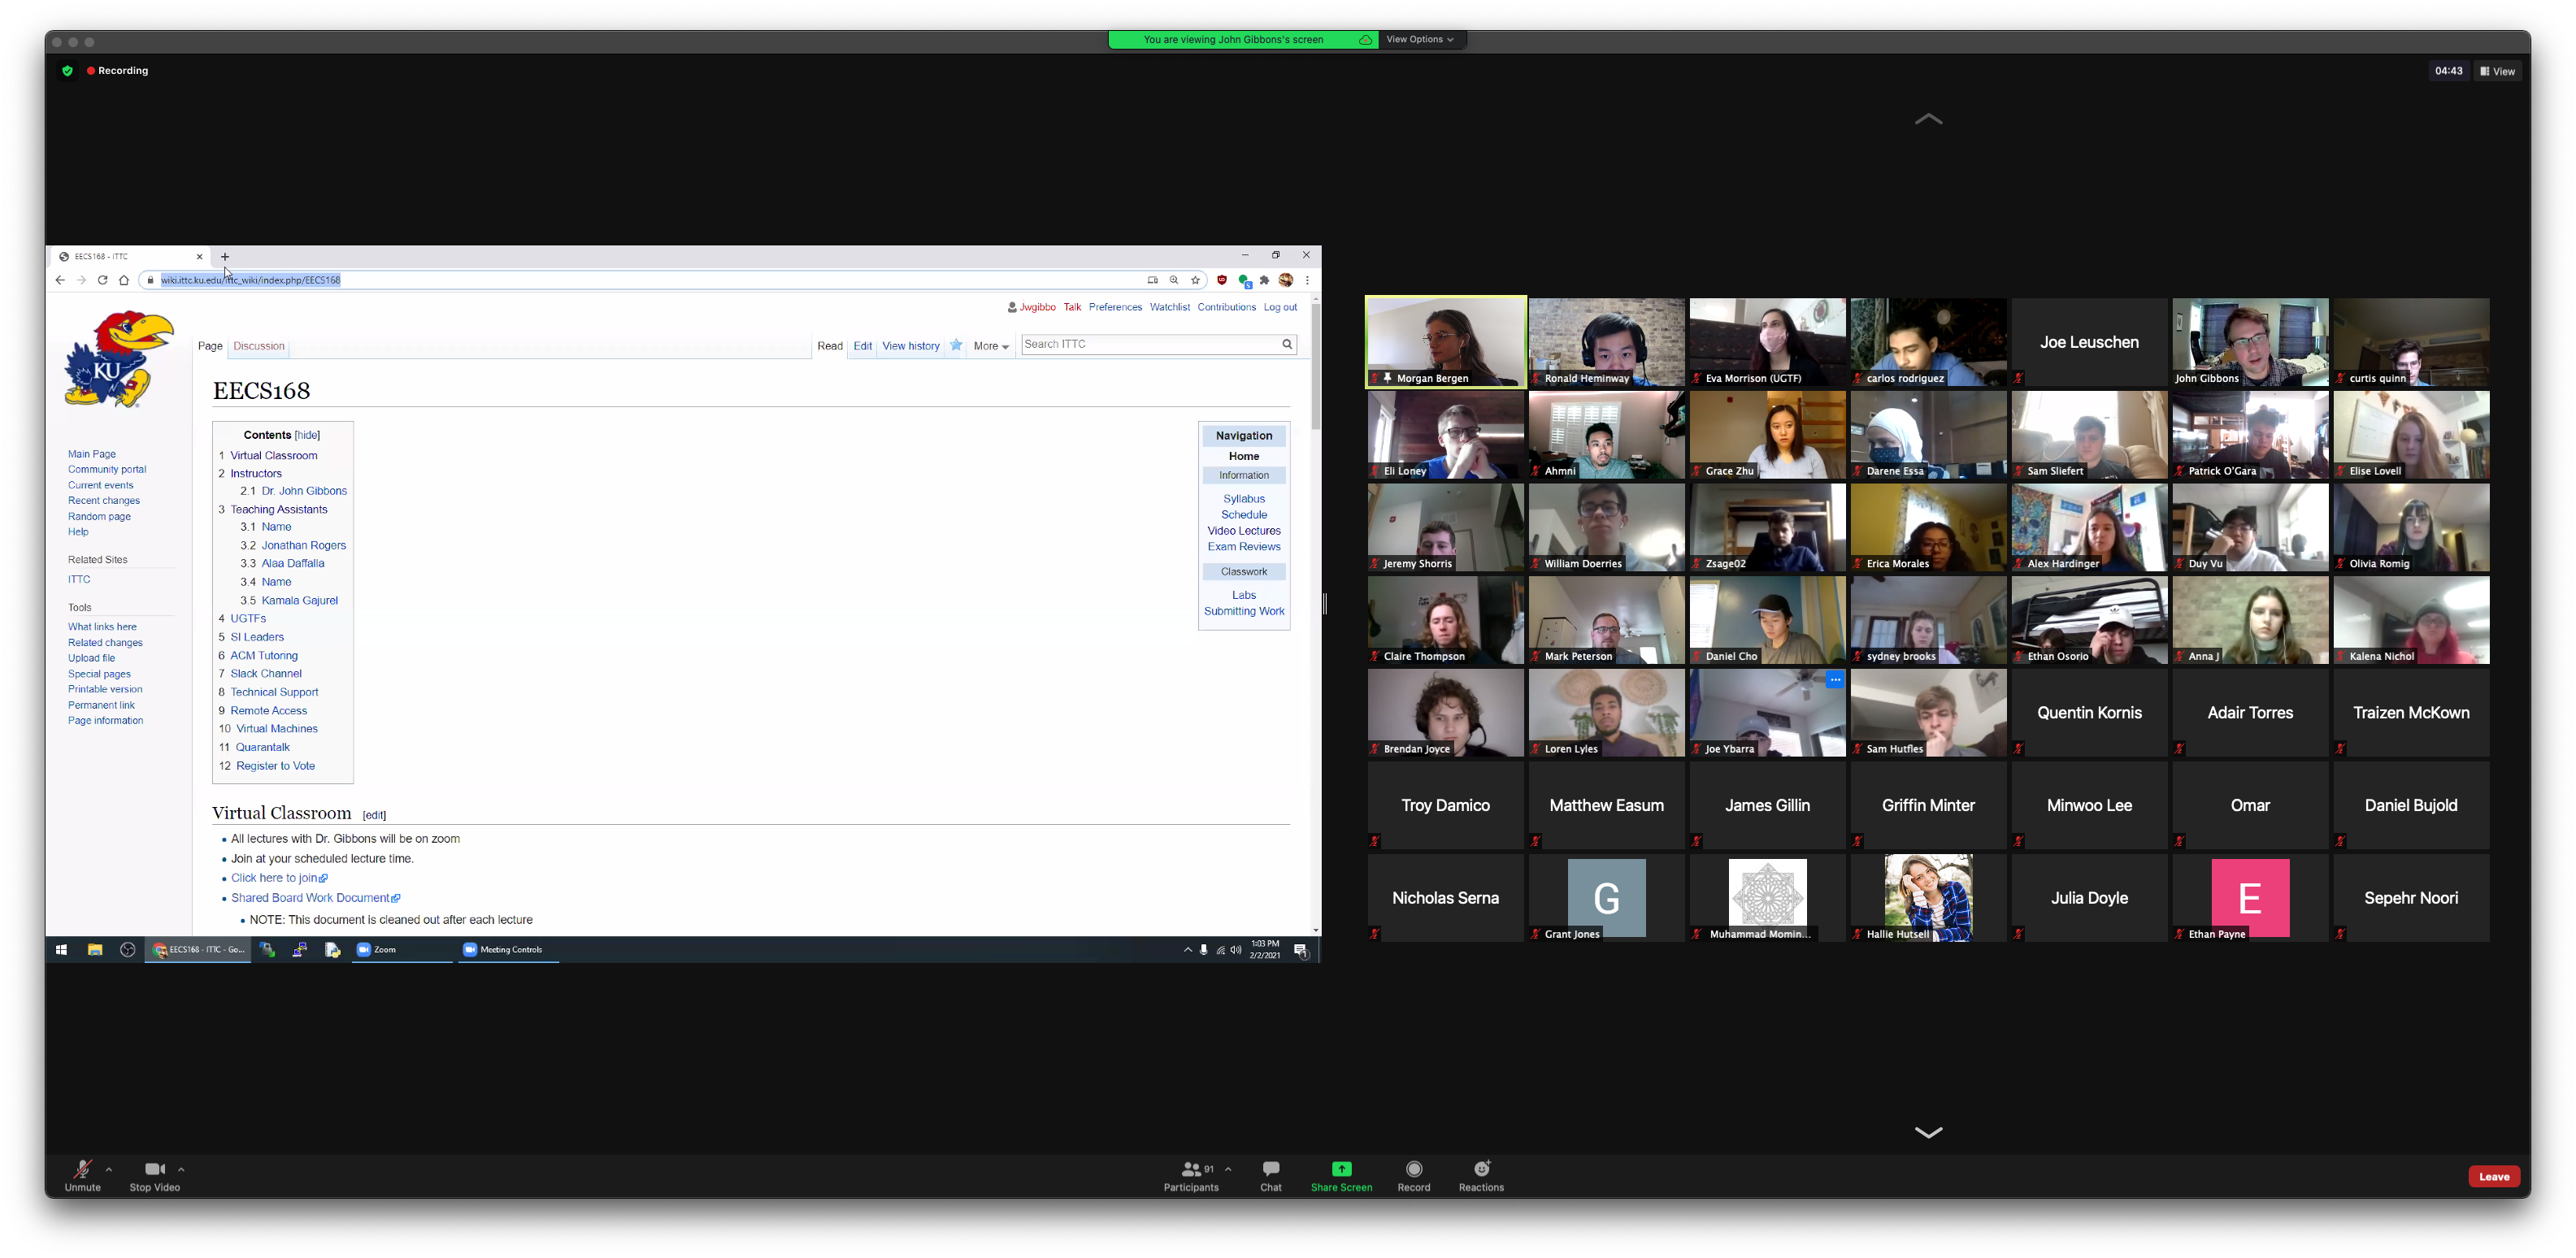 You are viewing John Gibbons's screen
View Options
Recording
04:43
View
EECS168 - ITTC
wiki.ittc.ku.edu/ittc_wiki/index.php/EECS168
Jwgibbo Talk Preferences Watchlist Contributions Log out
Page Discussion
Read Edit View history More
Search ITTC
KU
Main Page
Community portal
Current events
Recent changes
Random page
Help
Related Sites
ITTC
Tools
What links here
Related changes
Upload file
Special pages
Printable version
Permanent link
Page information
EECS168
Contents [hide]
1 Virtual Classroom
2 Instructors
2.1 Dr. John Gibbons
3 Teaching Assistants
3.1 Name
3.2 Jonathan Rogers
3.3 Alaa Daffalla
3.4 Name
3.5 Kamala Gajurel
4 UGTFs
5 SI Leaders
6 ACM Tutoring
7 Slack Channel
8 Technical Support
9 Remote Access
10 Virtual Machines
11 Quarantalk
12 Register to Vote
Navigation
Home
Information
Syllabus
Schedule
Video Lectures
Exam Reviews
Classwork
Labs
Submitting Work
Virtual Classroom [edit]
All lectures with Dr. Gibbons will be on zoom
Join at your scheduled lecture time.
Click here to join
Shared Board Work Document
NOTE: This document is cleaned out after each lecture
EECS168 - ITTC - Go...
Zoom
Meeting Controls
1:03 PM
2/2/2021
Morgan Bergen
Ronald Heminway
Eva Morrison (UGTF)
carlos rodriguez
Joe Leuschen
John Gibbons
curtis quinn
Eli Loney
Ahmni
Grace Zhu
Darene Essa
Sam Sliefert
Patrick O'Gara
Elise Lovell
Jeremy Shorris
William Doerries
Zsage02
Erica Morales
Alex Hardinger
Duy Vu
Olivia Romig
Claire Thompson
Mark Peterson
Daniel Cho
sydney brooks
Ethan Osorio
Anna J
Kalena Nichol
Brendan Joyce
Loren Lyles
Joe Ybarra
Sam Hutfles
Quentin Kornis
Adair Torres
Traizen McKown
Troy Damico
Matthew Easum
James Gillin
Griffin Minter
Minwoo Lee
Omar
Daniel Bujold
Nicholas Serna
G
Grant Jones
Muhammad Momin...
Hallie Hutsell
Julia Doyle
E
Ethan Payne
Sepehr Noori
Unmute
Stop Video
91
Participants
Chat
Share Screen
Record
Reactions
Leave